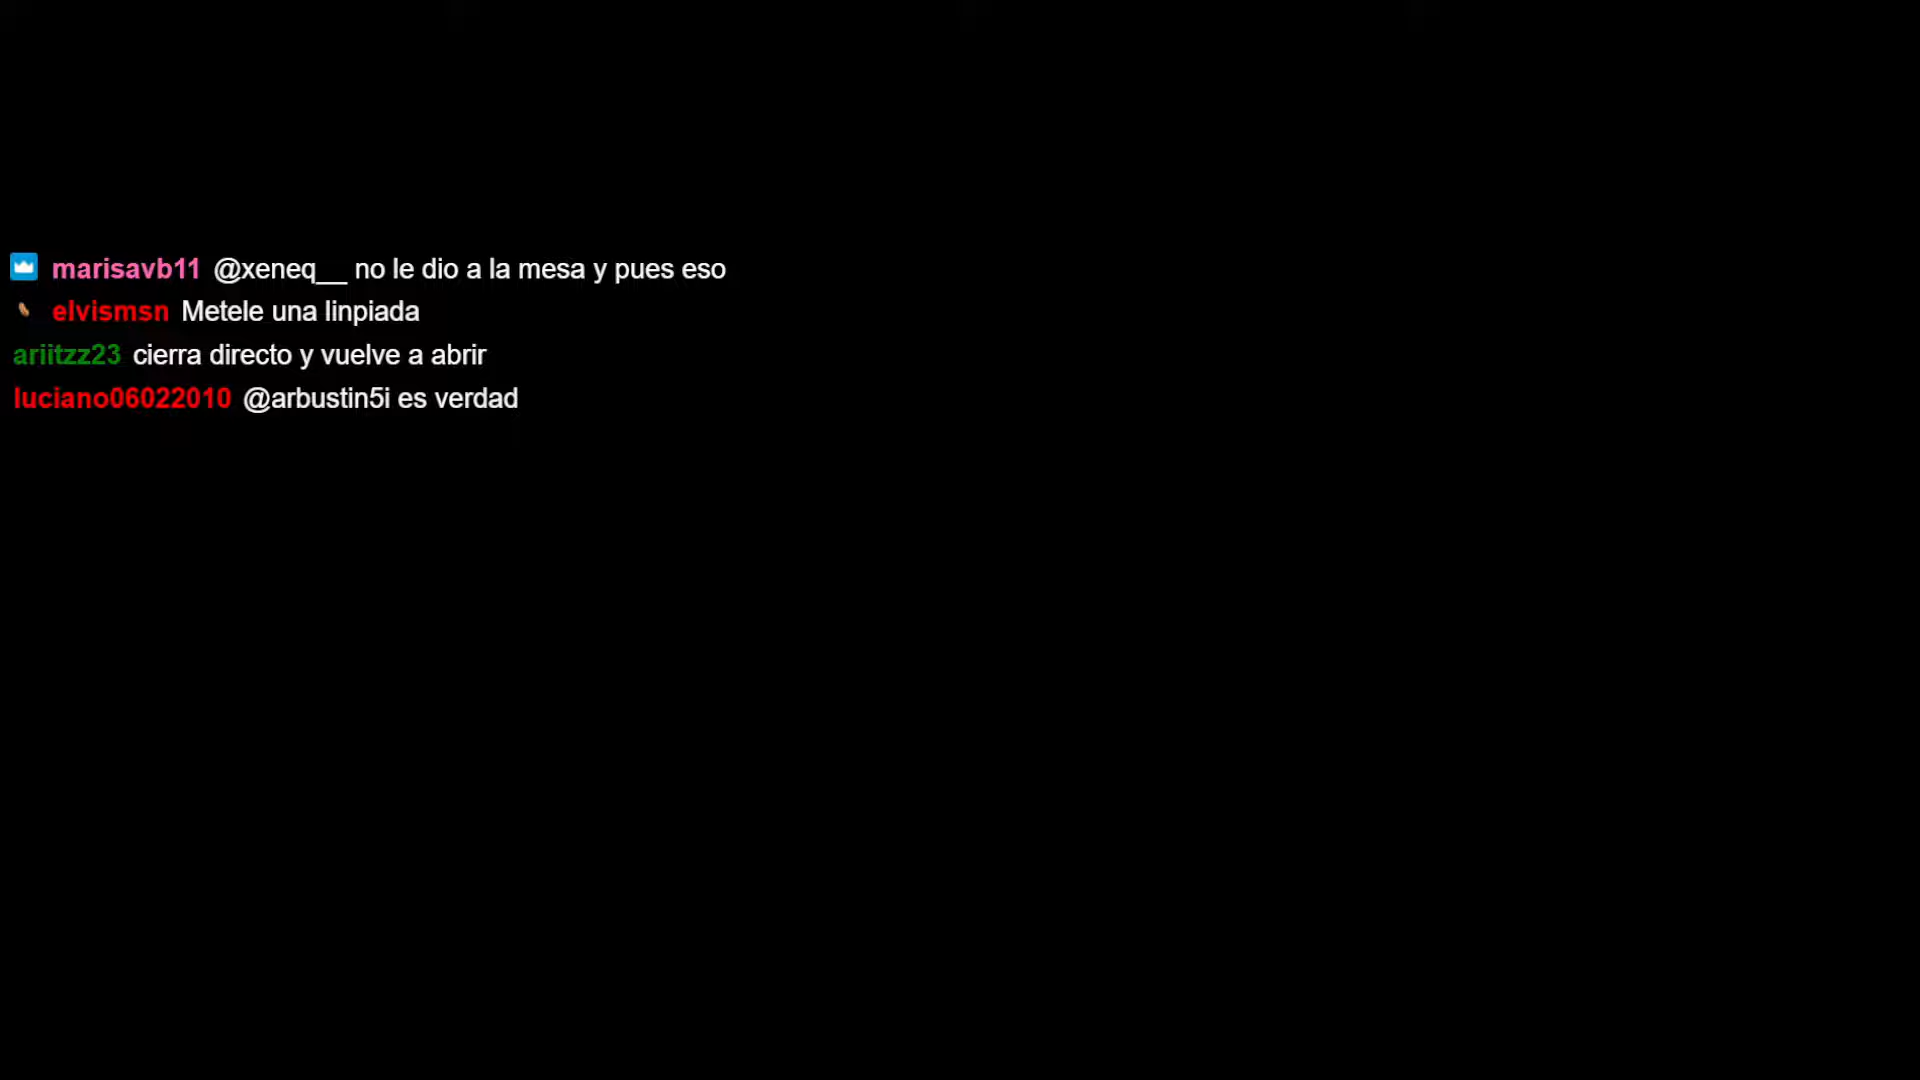 marisavb11 @xeneq__ no le dio a la mesa y pues eso
elvismsn Metele una linpiada
ariitzz23 cierra directo y vuelve a abrir
luciano06022010 @arbustin5i es verdad